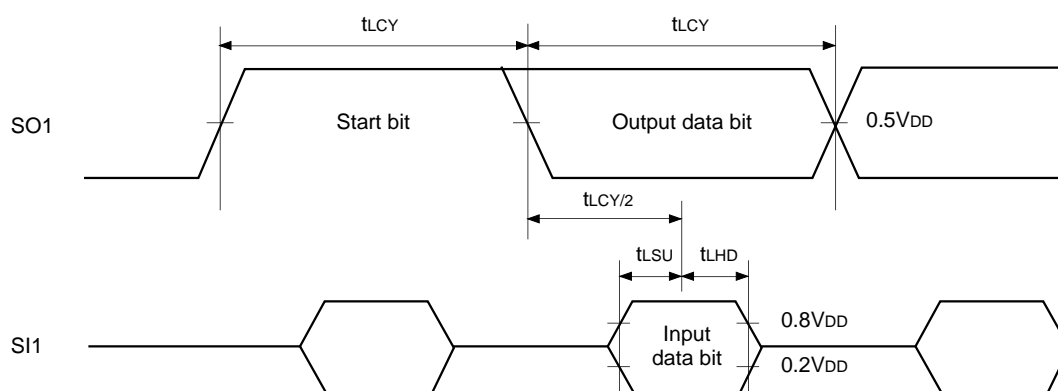 tLCY
tLCY
SO1
Start bit
Output data bit
0.5VDD
tLCY/2
tLSU
tLHD
SI1
Input
data bit
0.8VDD
0.2VDD